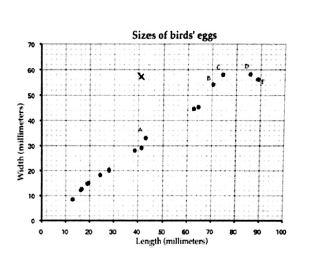 Sizes of birds' eggs
70
60
50
40
30
20
10
0
Width (millimeters)
A
B
C
D
0 10 20 30 40 50 60 70 80 90 100
Length (millimeters)